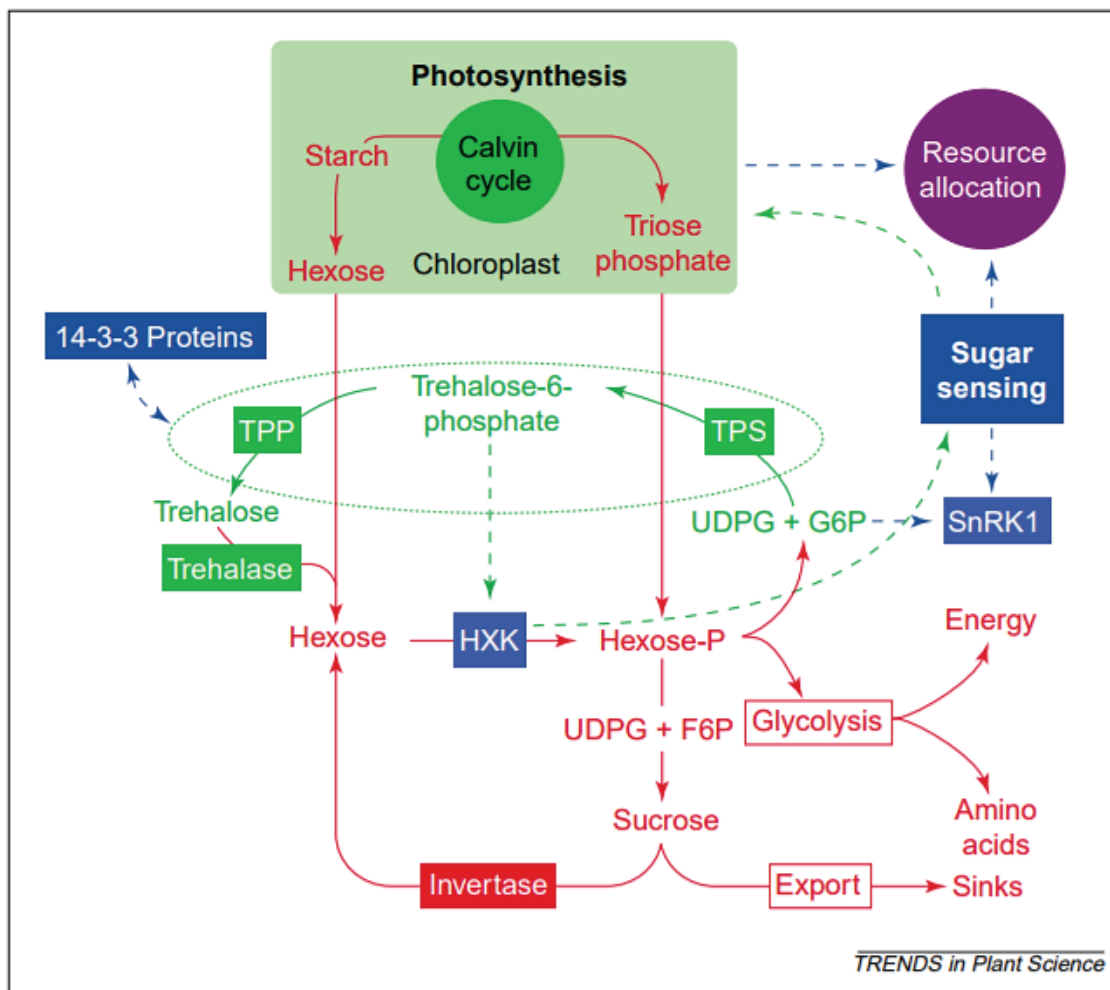 Photosynthesis
Starch
Calvin
cycle
Triose
phosphate
Hexose
Chloroplast
Resource
allocation
14-3-3 Proteins
Sugar
sensing
Trehalose-6-
phosphate
TPP
TPS
Trehalose
UDPG + G6P
SnRK1
Trehalase
Hexose
HXK
Hexose-P
Energy
UDPG + F6P
Glycolysis
Sucrose
Amino
acids
Invertase
Export
Sinks
TRENDS in Plant Science